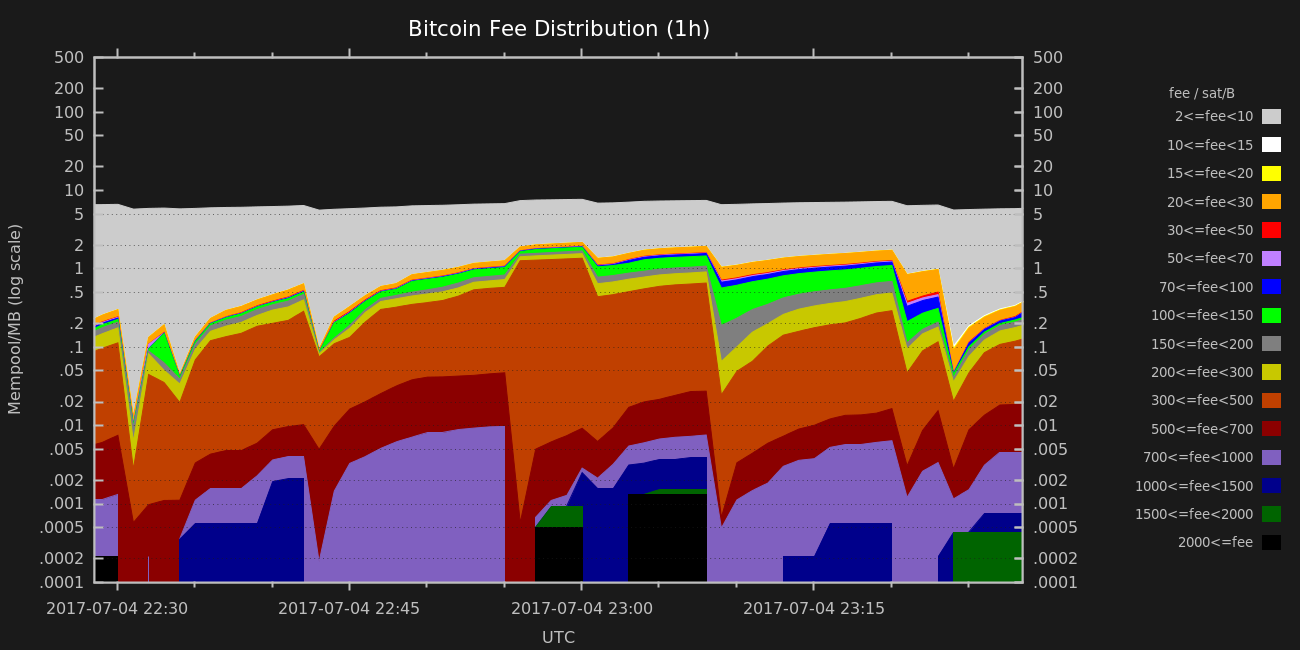 Bitcoin Fee Distribution (1h)
500 500
200 200
100 100
50 50
20 20
10 10
5 5
2 2
1 1
.5 .5
.2 .2
.1 .1
.05 .05
.02 .02
.01 .01
.005 .005
.002 .002
.001 .001
.0005 .0005
.0002 .0002
.0001 .0001
Mempool/MB (log scale)
2017-07-04 22:30 2017-07-04 22:45 2017-07-04 23:00 2017-07-04 23:15
UTC
fee / sat/B
2<=fee<10
10<=fee<15
15<=fee<20
20<=fee<30
30<=fee<50
50<=fee<70
70<=fee<100
100<=fee<150
150<=fee<200
200<=fee<300
300<=fee<500
500<=fee<700
700<=fee<1000
1000<=fee<1500
1500<=fee<2000
2000<=fee